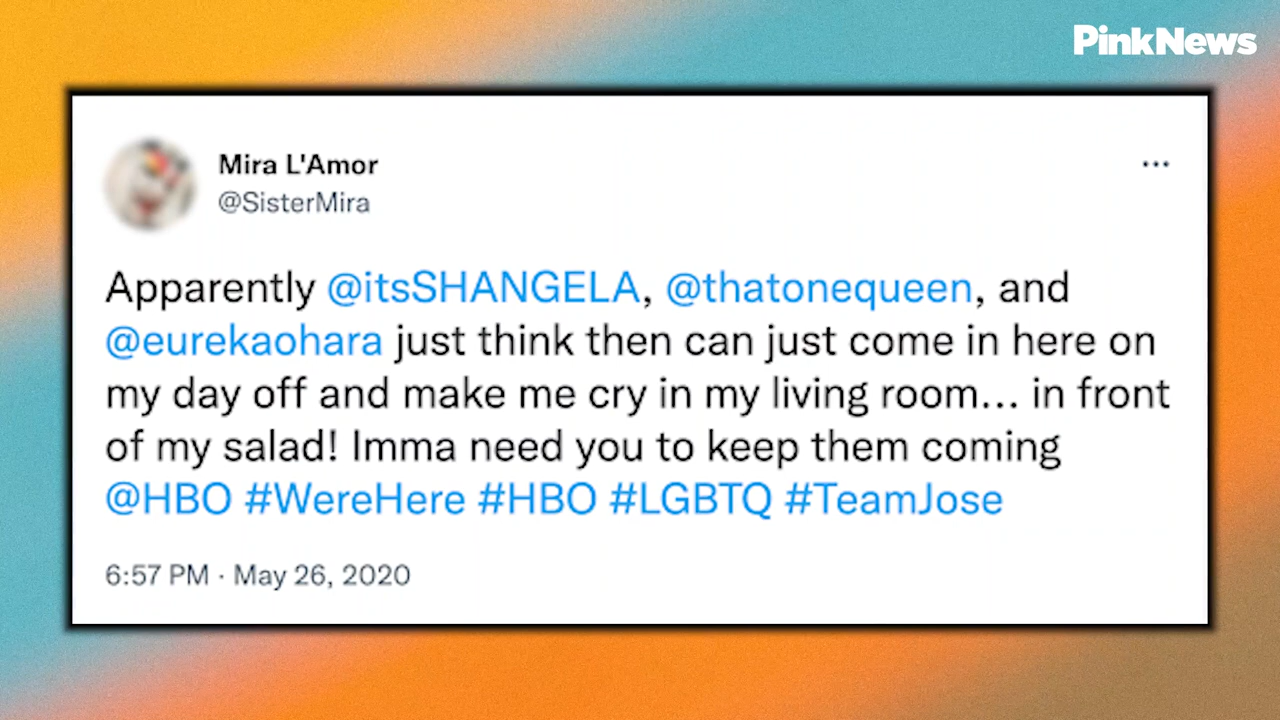 PinkNews
Mira L'Amor
...
@SisterMira
Apparently @itsSHANGELA, @thatonequeen, and
@eurekaohara just think then can just come in here on
my day off and make me cry in my living room... in front
of my salad! Imma need you to keep them coming
@HBO #WereHere #HBO #LGBTQ #TeamJose
6:57 PM · May 26, 2020